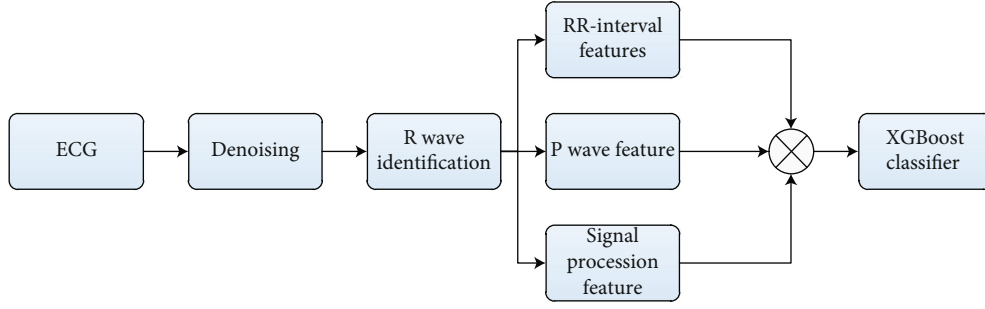 ECG
Denoising
R wave
identification
RR-interval
features
P wave feature
Signal
procession
feature
XGBoost
classifier